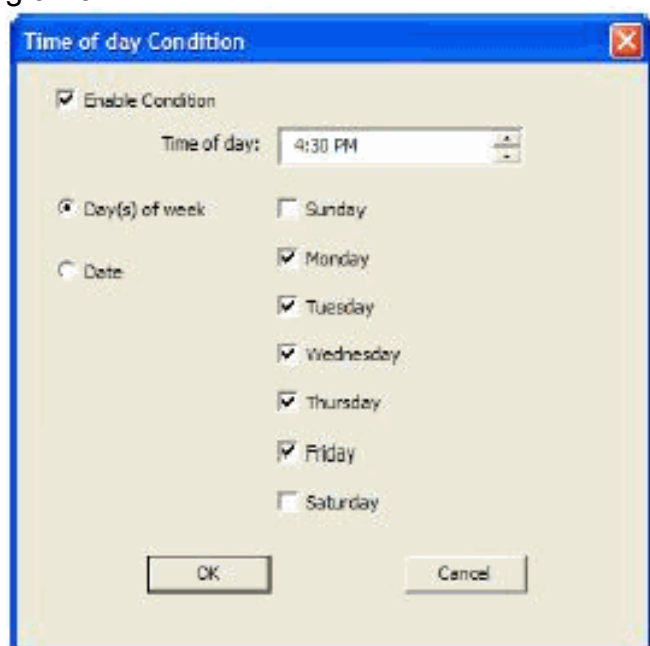 Time of day Condition
Enable Condition
Time of day: 4:30 PM
Day(s) of week
Sunday
Date
Monday
Tuesday
Wednesday
Thursday
Friday
Saturday
OK Cancel